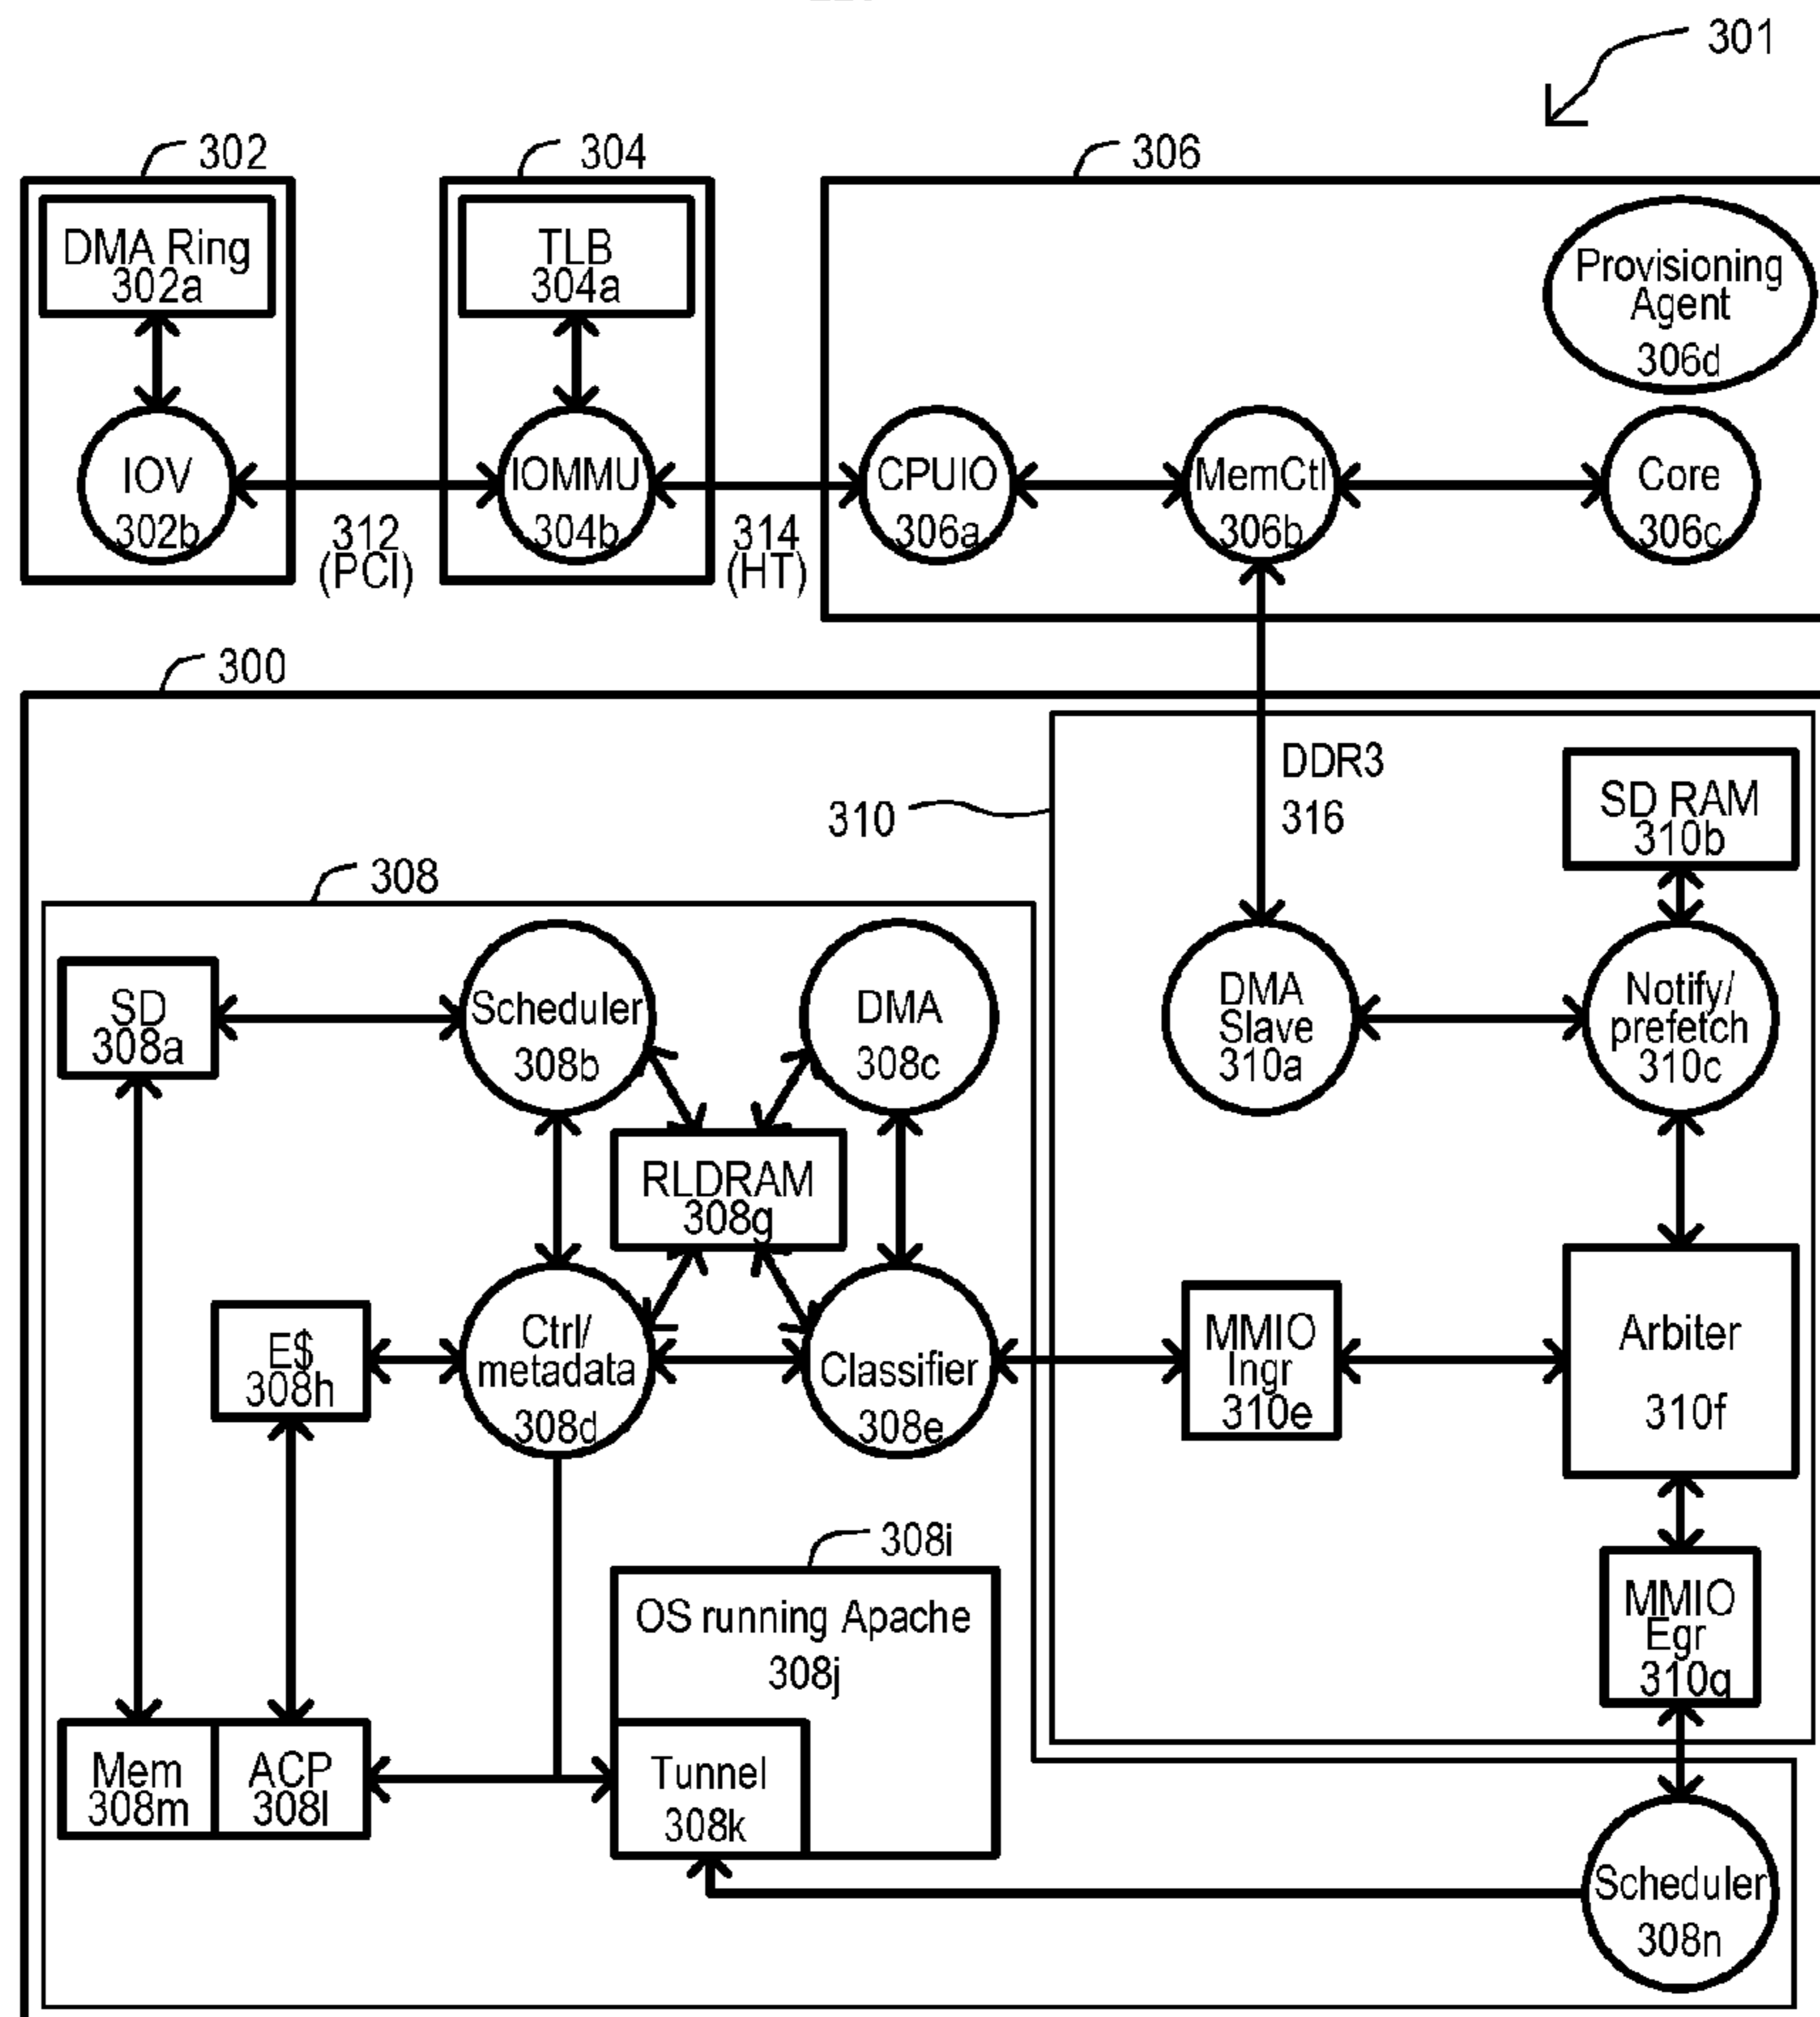 301
302
304
306
DMA Ring
302a
TLB
304a
Provisioning
Agent
306d
IOV
302b
312
(PCI)
IOMMU
304b
314
(HT)
CPUIO
306a
MemCtl
306b
Core
306c
300
310
DDR3
316
SD RAM
310b
308
SD
308a
Scheduler
308b
DMA
308c
DMA
Slave
310a
Notify/
prefetch
310c
RLDRAM
308g
E$
308h
Ctrl/
metadata
308d
Classifier
308e
MMIO
Ingr
310e
Arbiter
310f
308i
OS running Apache
308j
MMIO
Egr
310g
Mem
308m
ACP
308l
Tunnel
308k
Scheduler
308n